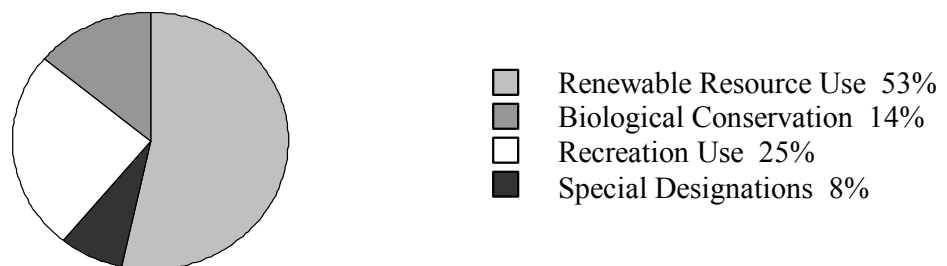 Renewable Resource Use 53%
Biological Conservation 14%
Recreation Use 25%
Special Designations 8%